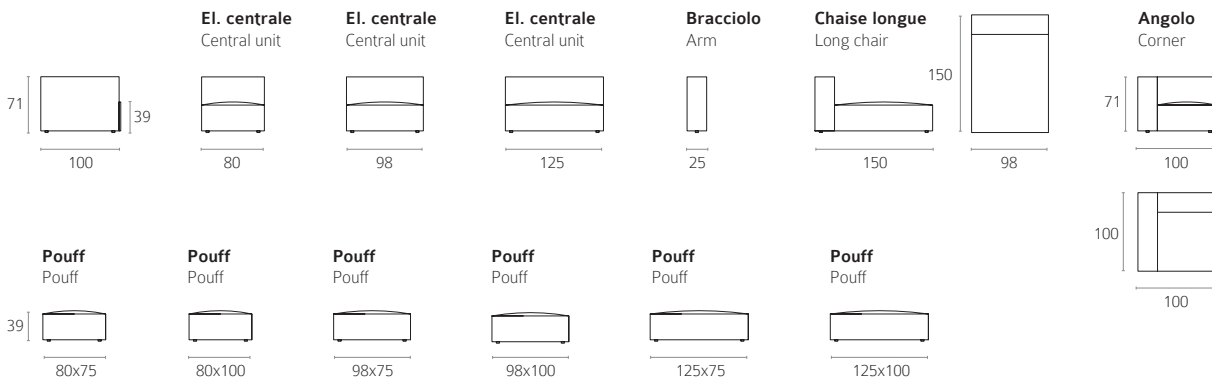 El. centrale
Central unit
El. centrale
Central unit
El. centrale
Central unit
Bracciolo
Arm
Chaise longue
Long chair
Angolo
Corner
71
39
100
80
98
125
25
150
150
98
71
100
100
100
Pouff
Pouff
Pouff
Pouff
Pouff
Pouff
Pouff
Pouff
Pouff
Pouff
Pouff
Pouff
39
80x75
80x100
98x75
98x100
125x75
125x100